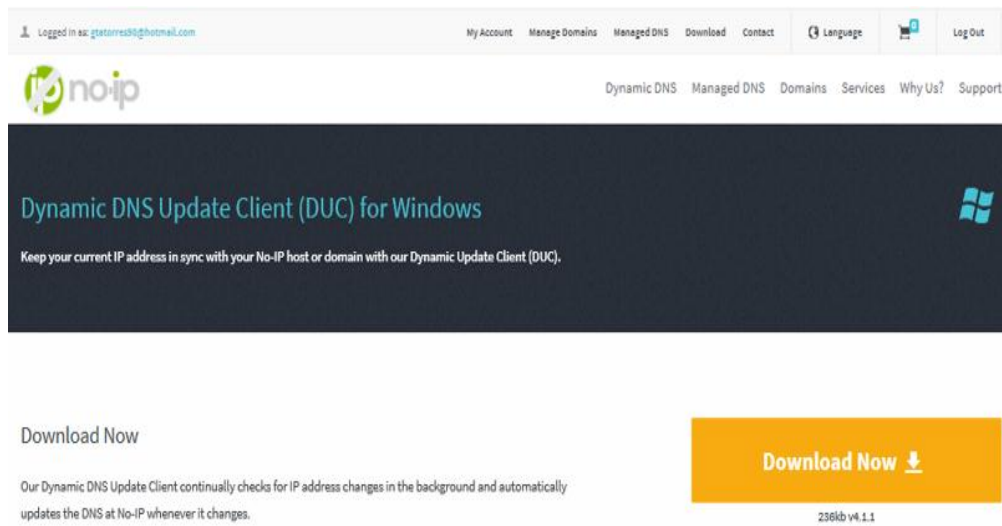 Logged in as: gtatorres90@hotmail.com
My Account Manage Domains Managed DNS Download Contact Language 0 Log Out
no-ip
Dynamic DNS Managed DNS Domains Services Why Us? Support
Dynamic DNS Update Client (DUC) for Windows
Keep your current IP address in sync with your No-IP host or domain with our Dynamic Update Client (DUC).
Download Now
Download Now
Our Dynamic DNS Update Client continually checks for IP address changes in the background and automatically
updates the DNS at No-IP whenever it changes.
236kb v4.1.1